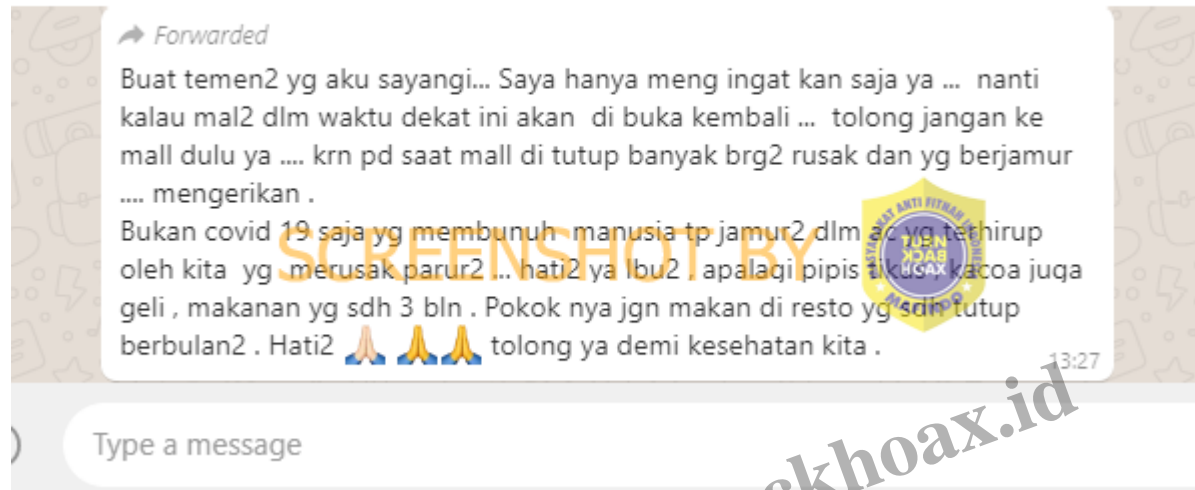 Forwarded
Buat temen2 yg aku sayangi... Saya hanya meng ingat kan saja ya ... nanti
kalau mal2 dlm waktu dekat ini akan di buka kembali ... tolong jangan ke
mall dulu ya .... krn pd saat mall di tutup banyak brg2 rusak dan yg berjamur
.... mengerikan .
Bukan covid 19 saja yg membunuh manusia tp jamur2 dlm yg terhirup
oleh kita yg merusak parur2 ... hati2 ya Ibu2 , apalagi pipis tikus , kacoa juga
geli , makanan yg sdh 3 bln . Pokok nya jgn makan di resto yg sdh tutup
berbulan2 . Hati2 🙏🏻 🙏🙏 tolong ya demi kesehatan kita .
13:27
SCREENSHOT BY
MASYARAKAT ANTI FITNAH INDONESIA
TURN
BACK
HOAX
MAFINDO
Type a message
khoax.id